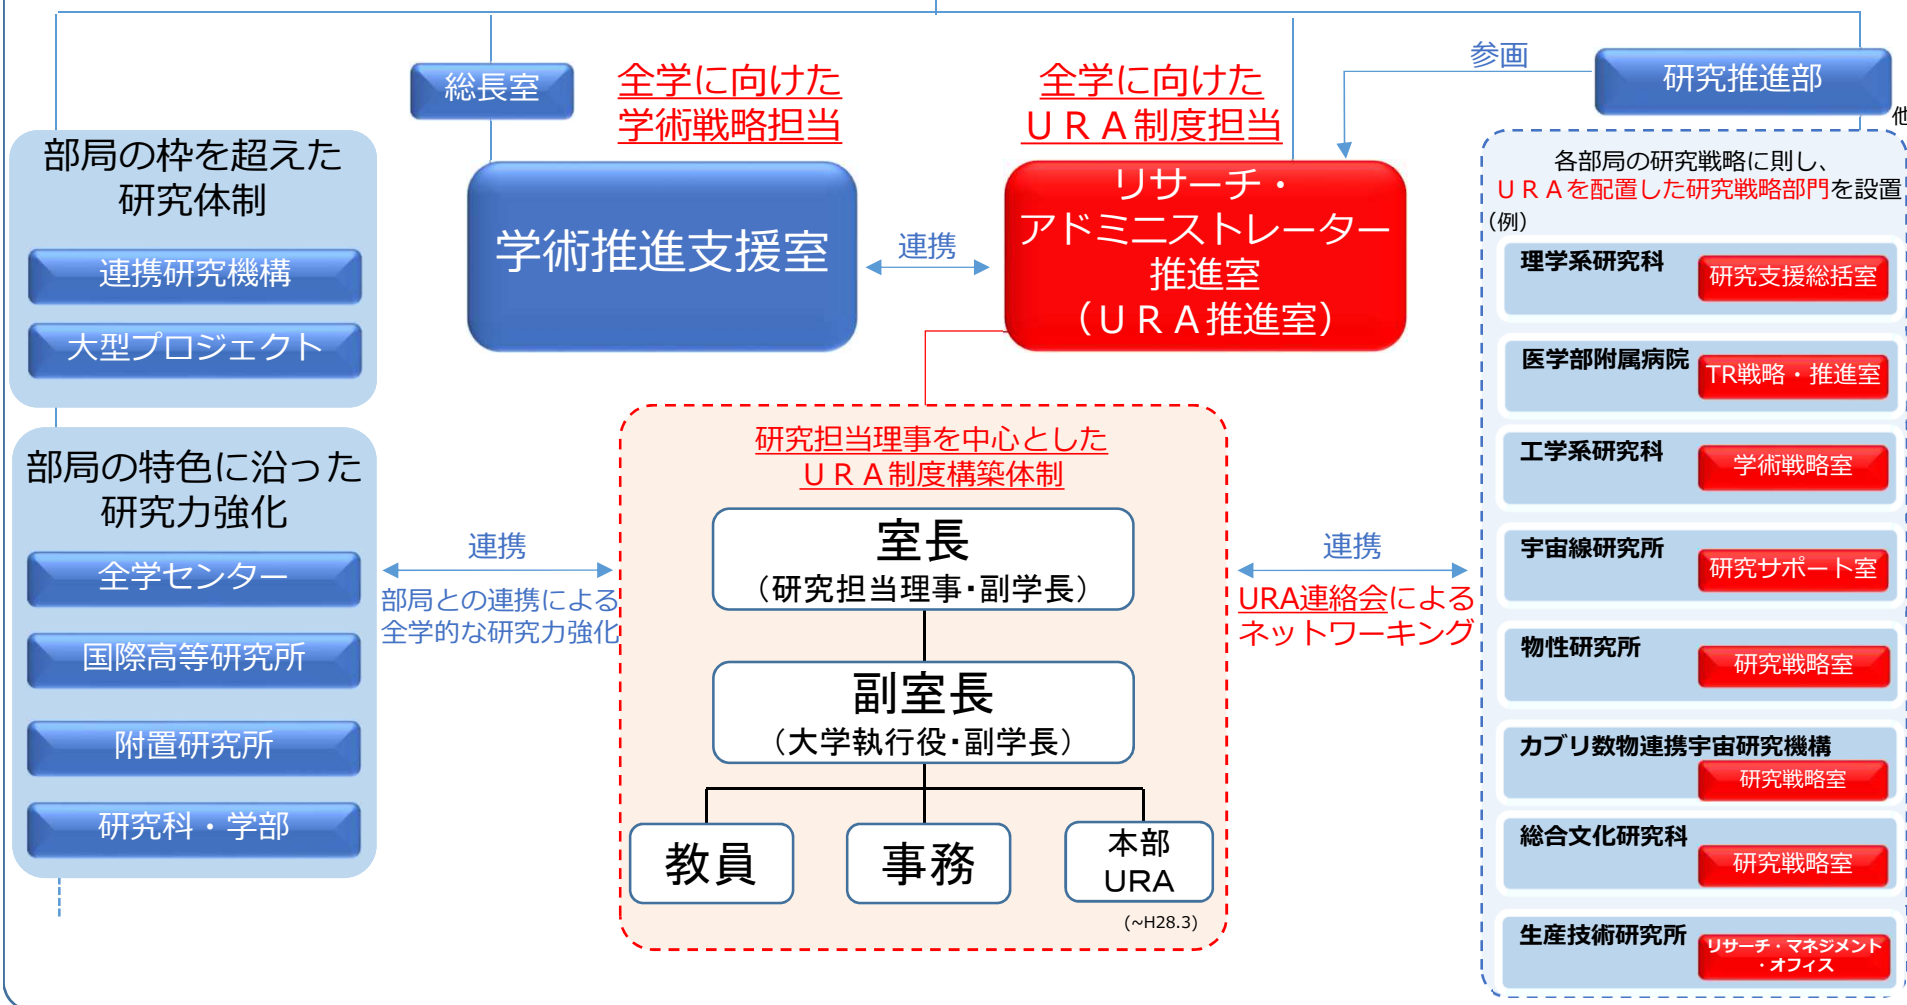 総長室
全学に向けた
学術戦略担当
全学に向けた
ＵＲＡ制度担当
参画
研究推進部
他
部局の枠を超えた
研究体制
連携研究機構
大型プロジェクト
学術推進支援室
連携
リサーチ・
アドミニストレーター
推進室
（ＵＲＡ推進室）
各部局の研究戦略に則し、
ＵＲＡを配置した研究戦略部門を設置
(例)
理学系研究科
研究支援総括室
医学部附属病院
TR戦略・推進室
工学系研究科
学術戦略室
宇宙線研究所
研究サポート室
物性研究所
研究戦略室
カブリ数物連携宇宙研究機構
研究戦略室
総合文化研究科
研究戦略室
生産技術研究所
リサーチ・マネジメント
・オフィス
部局の特色に沿った
研究力強化
全学センター
国際高等研究所
附置研究所
研究科・学部
連携
部局との連携による
全学的な研究力強化
研究担当理事を中心とした
ＵＲＡ制度構築体制
室長
（研究担当理事・副学長）
副室長
（大学執行役・副学長）
教員
事務
本部
URA
(~H28.3)
連携
URA連絡会による
ネットワーキング